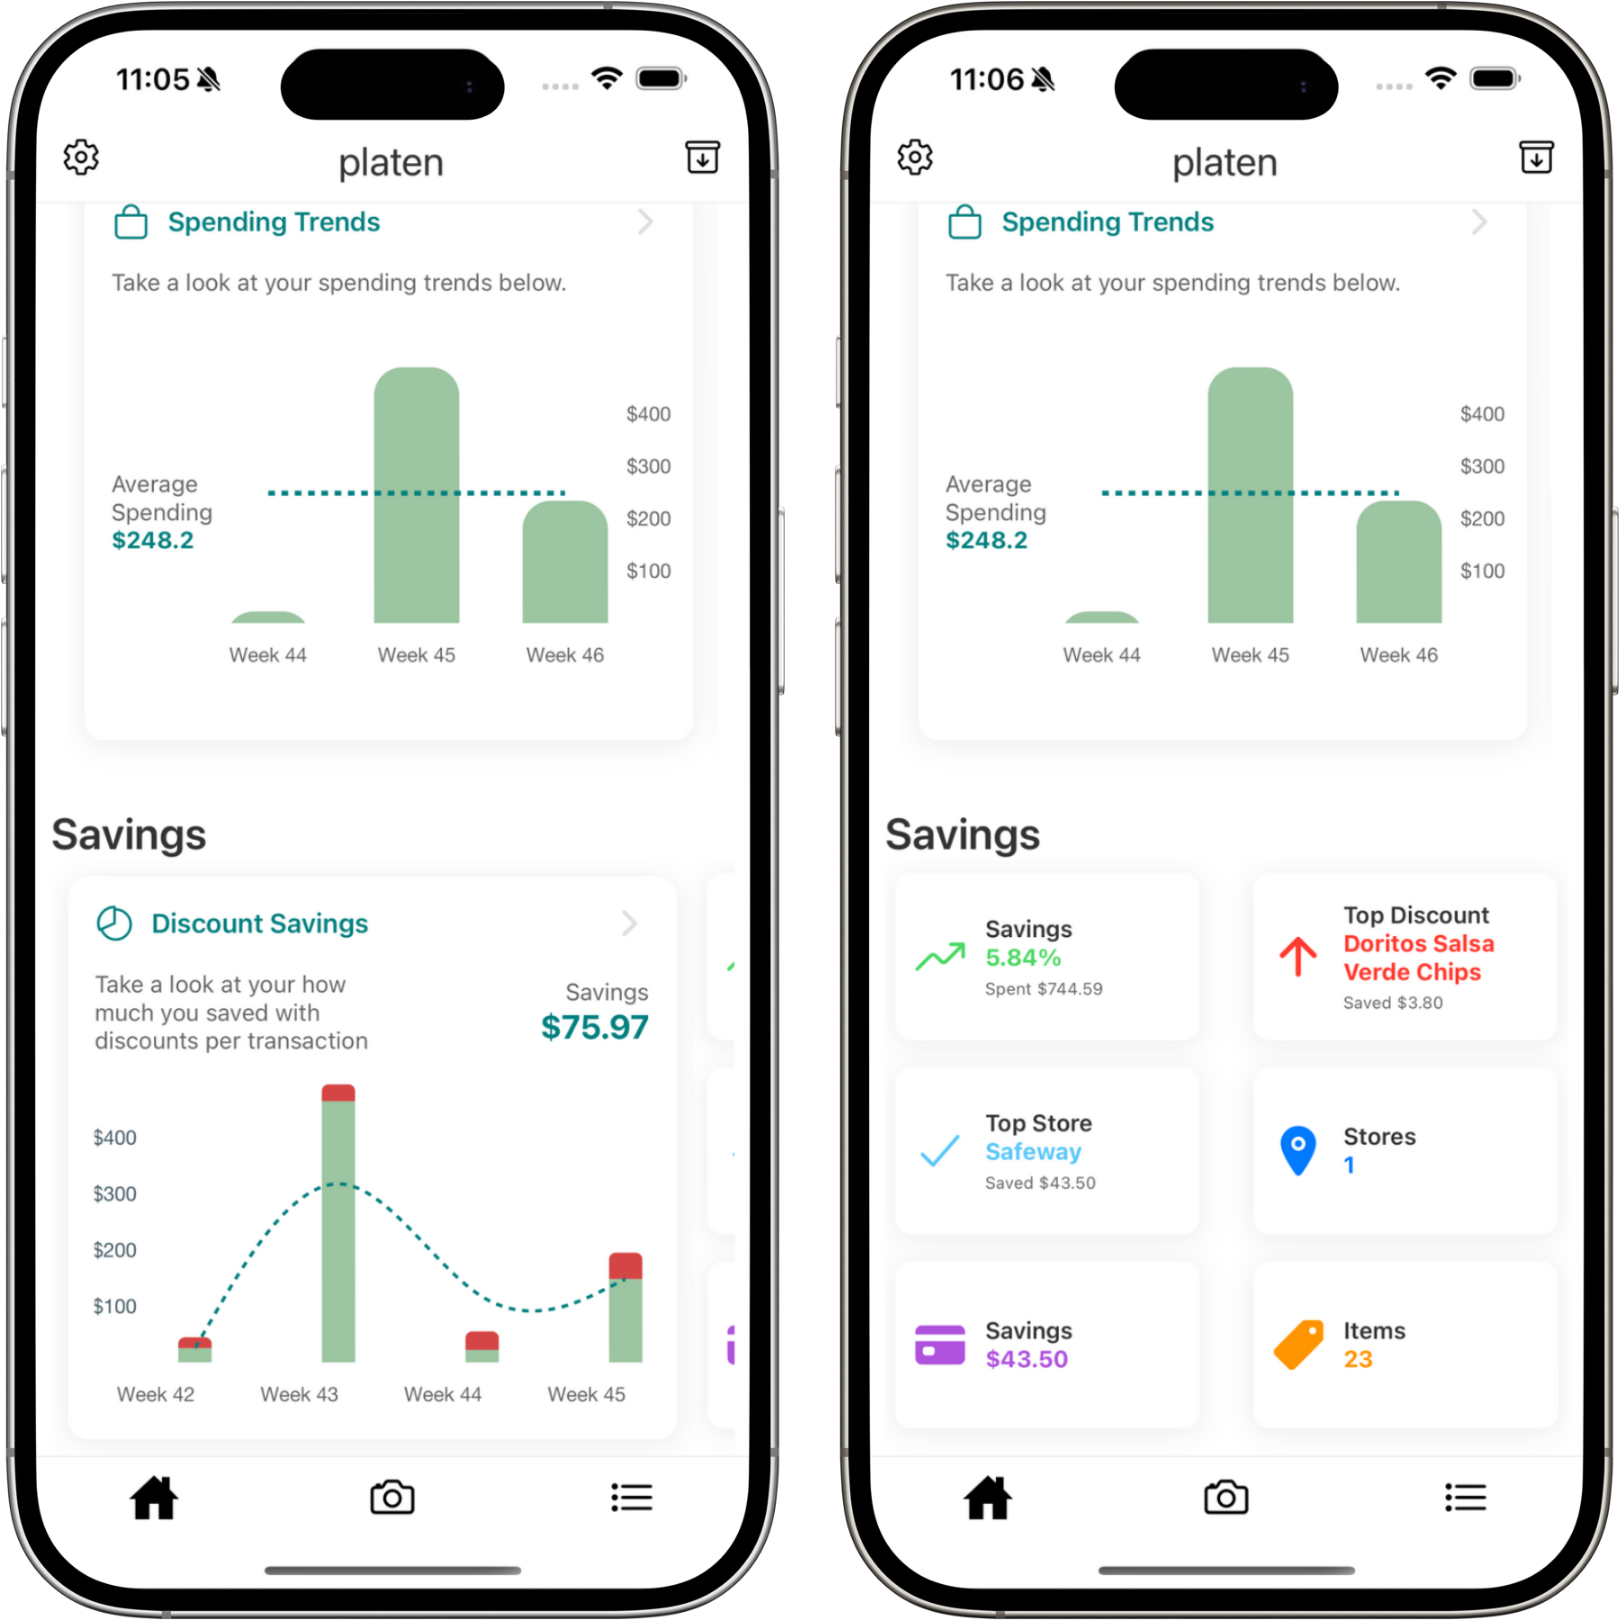 11:05
platen
Spending Trends
Take a look at your spending trends below.
$400
$300
Average
Spending
$248.2
$200
$100
Week 44
Week 45
Week 46
Savings
Discount Savings
Take a look at your how
much you saved with
discounts per transaction
Savings
$75.97
$400
$300
$200
$100
Week 42
Week 43
Week 44
Week 45
11:06
platen
Spending Trends
Take a look at your spending trends below.
$400
$300
Average
Spending
$248.2
$200
$100
Week 44
Week 45
Week 46
Savings
Savings
5.84%
Spent $744.59
Top Discount
Doritos Salsa
Verde Chips
Saved $3.80
Top Store
Safeway
Saved $43.50
Stores
1
Savings
$43.50
Items
23